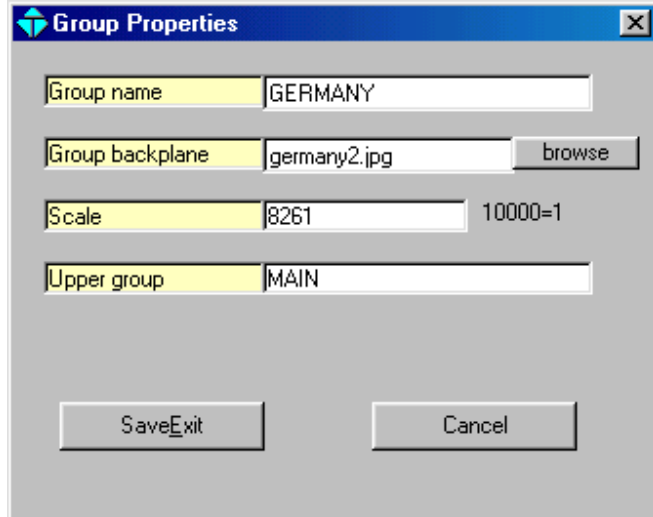 Group Properties
Group name GERMANY
Group backplane germany2.jpg browse
Scale 8261 10000=1
Upper group MAIN
SaveExit Cancel